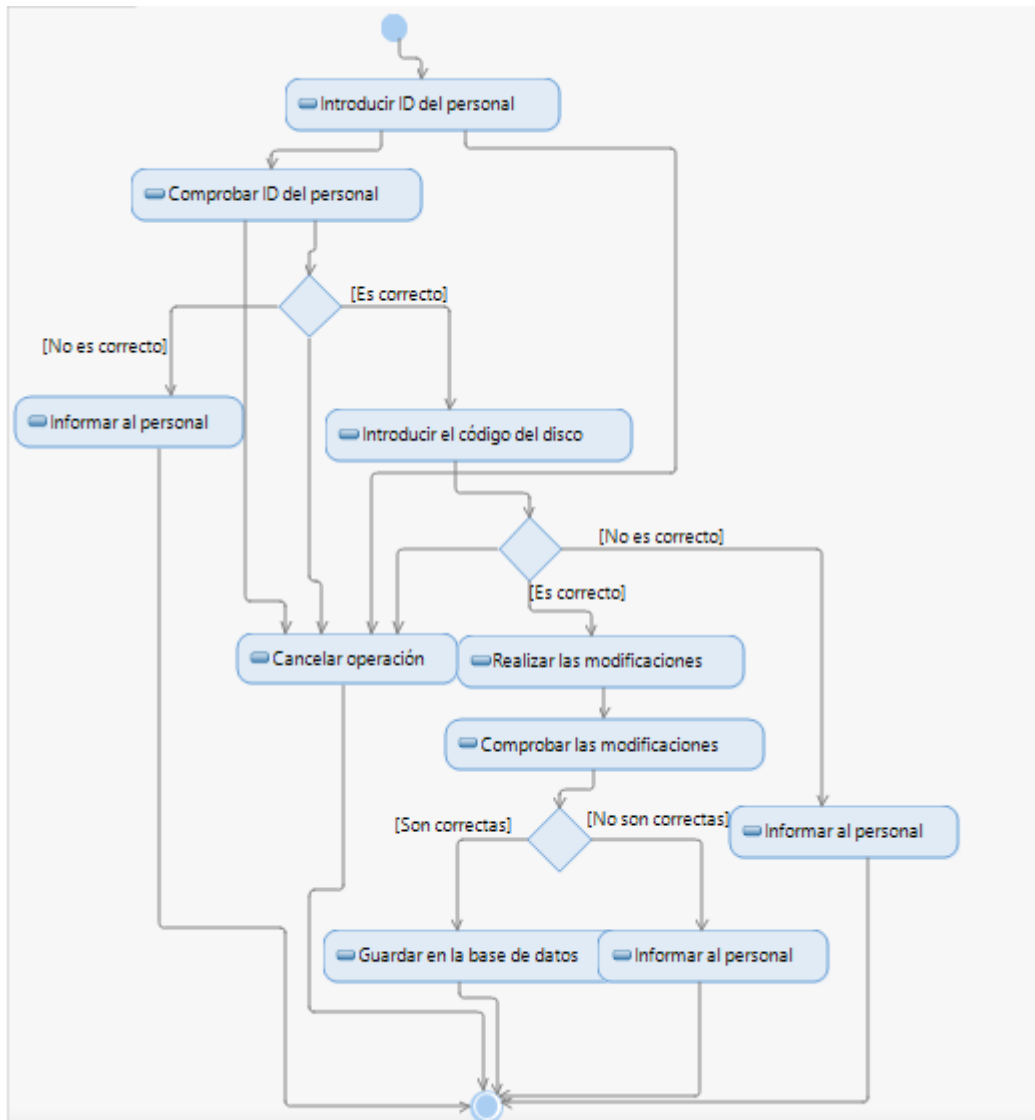 Introducir ID del personal
Comprobar ID del personal
[Es correcto]
[No es correcto]
Informar al personal
Introducir el código del disco
[No es correcto]
[Es correcto]
Cancelar operación
Realizar las modificaciones
Comprobar las modificaciones
[Son correctas]
[No son correctas]
Informar al personal
Guardar en la base de datos
Informar al personal